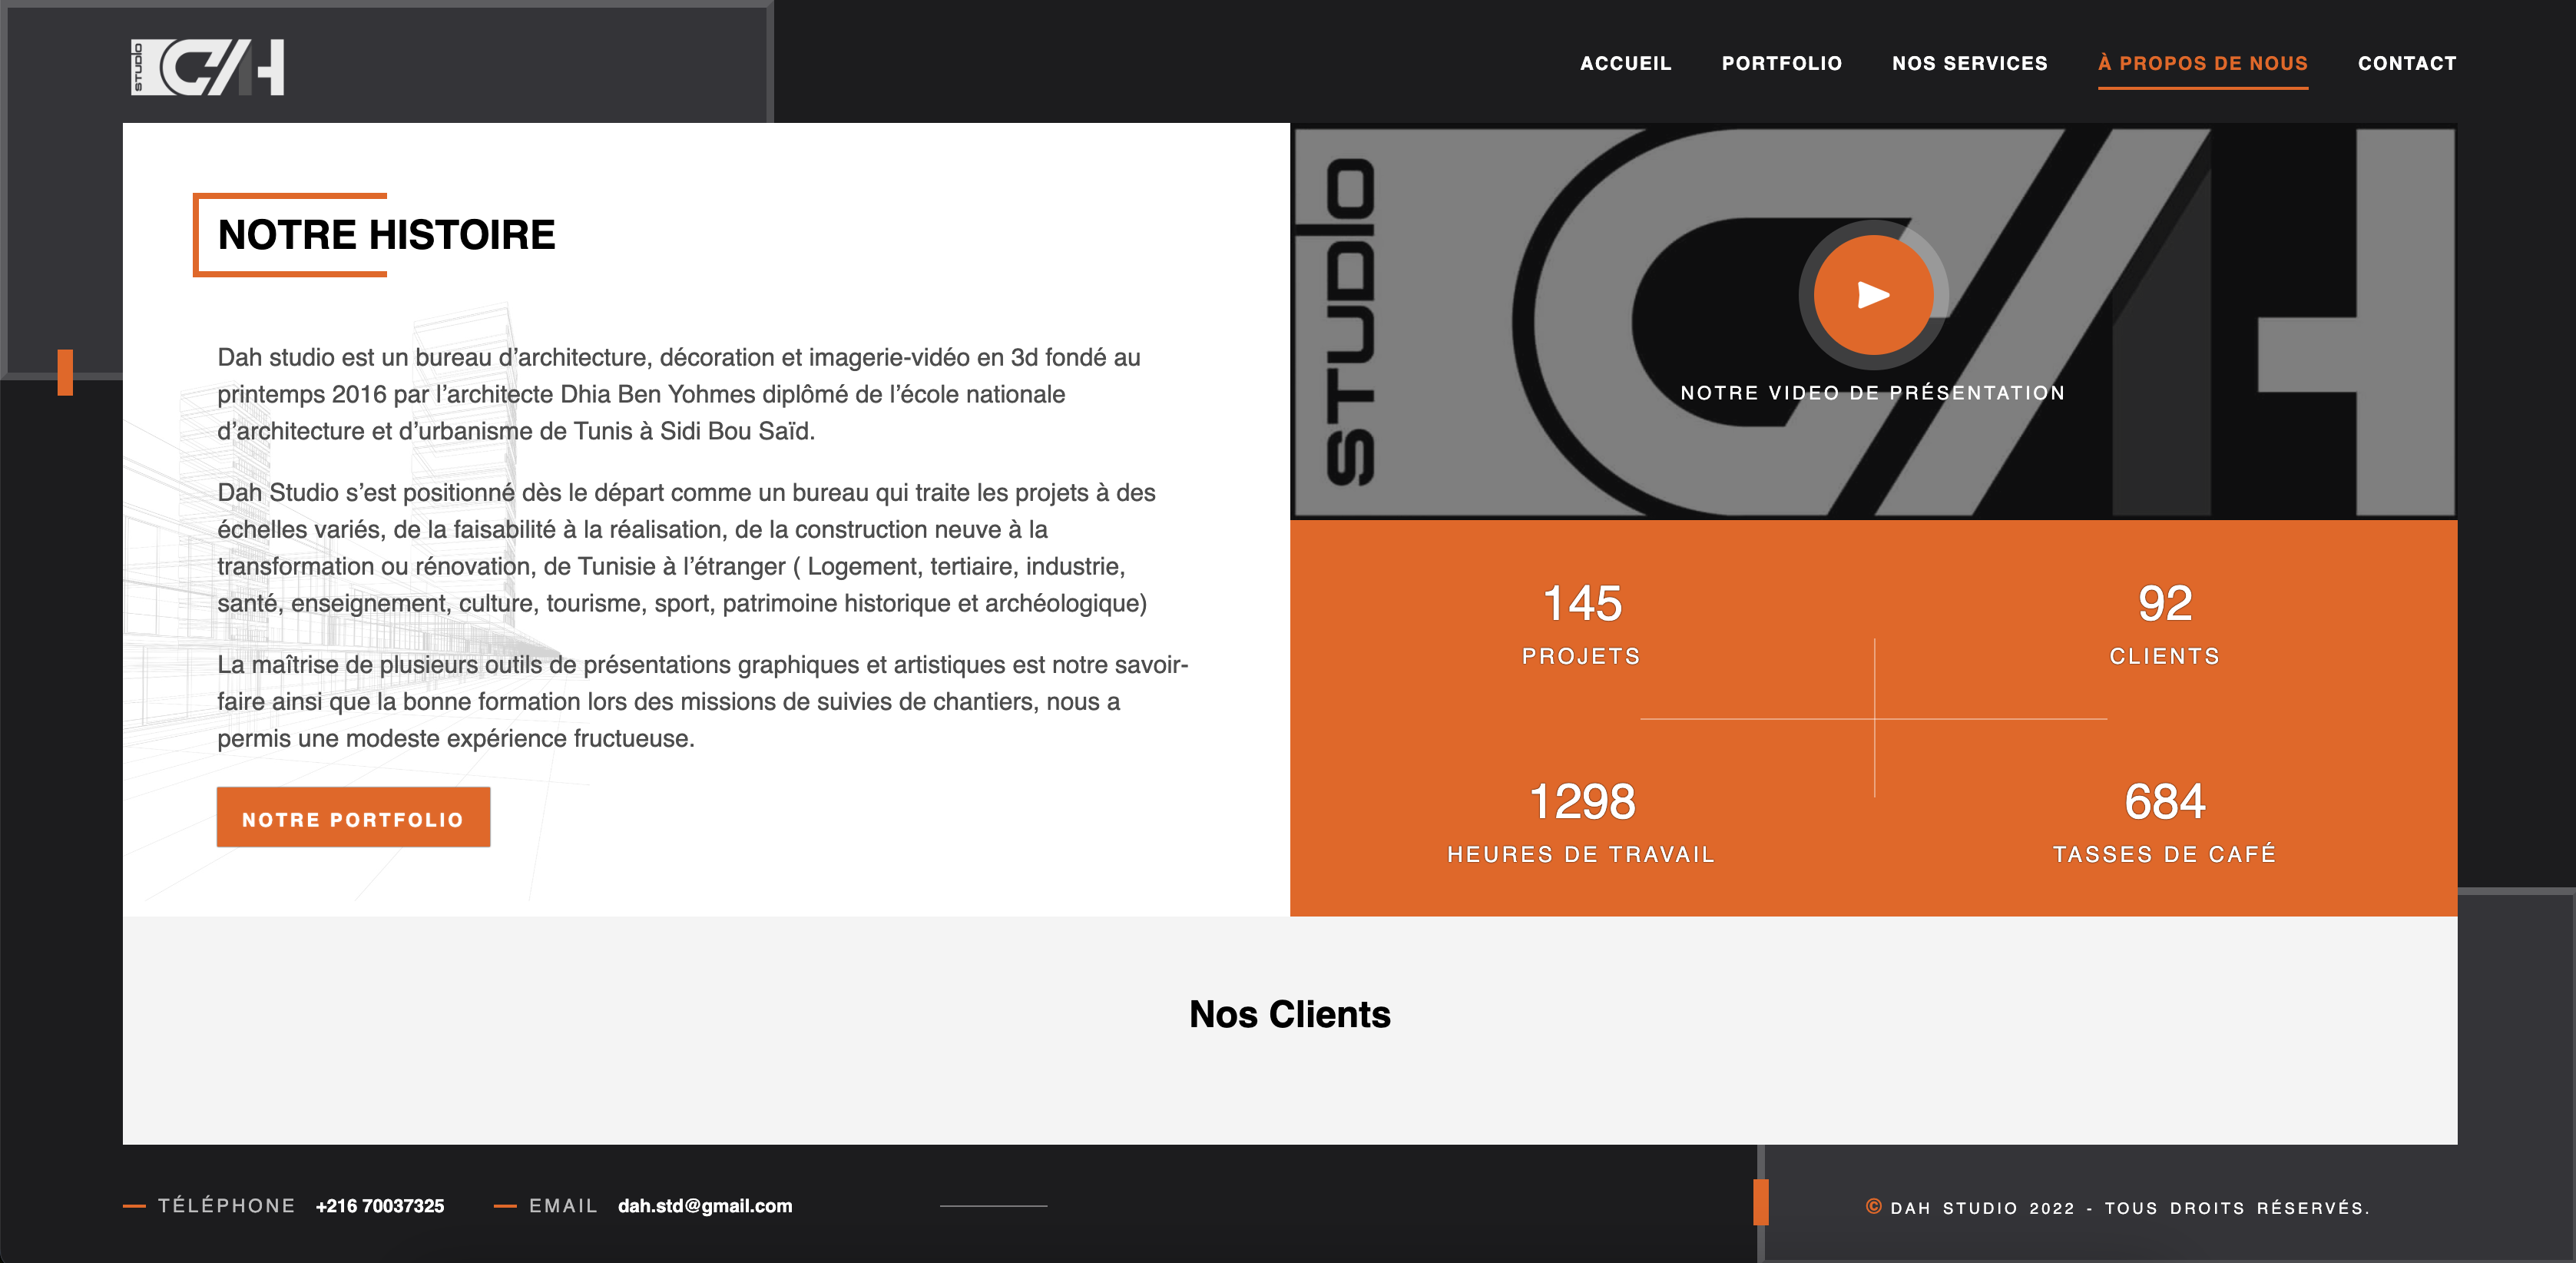 STUDIO DAH
ACCUEIL PORTFOLIO NOS SERVICES À PROPOS DE NOUS CONTACT
NOTRE HISTOIRE
Dah studio est un bureau d’architecture, décoration et imagerie-vidéo en 3d fondé au
printemps 2016 par l’architecte Dhia Ben Yohmes diplômé de l’école nationale
d’architecture et d’urbanisme de Tunis à Sidi Bou Saïd.
Dah Studio s’est positionné dès le départ comme un bureau qui traite les projets à des
échelles variés, de la faisabilité à la réalisation, de la construction neuve à la
transformation ou rénovation, de Tunisie à l’étranger ( Logement, tertiaire, industrie,
santé, enseignement, culture, tourisme, sport, patrimoine historique et archéologique)
La maîtrise de plusieurs outils de présentations graphiques et artistiques est notre savoir-
faire ainsi que la bonne formation lors des missions de suivies de chantiers, nous a
permis une modeste expérience fructueuse.
NOTRE PORTFOLIO
STUDIO DAH
NOTRE VIDEO DE PRÉSENTATION
145
PROJETS
92
CLIENTS
1298
HEURES DE TRAVAIL
684
TASSES DE CAFÉ
Nos Clients
TÉLÉPHONE +216 70037325 EMAIL dah.std@gmail.com
© DAH STUDIO 2022 - TOUS DROITS RÉSERVÉS.